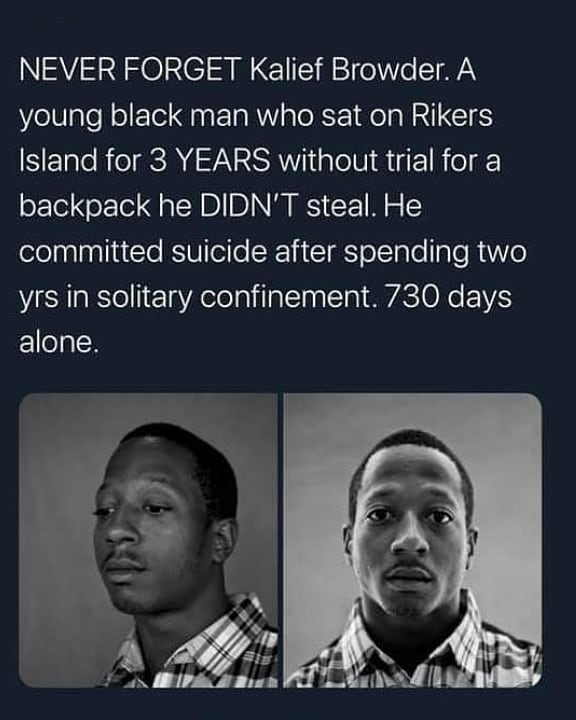 NEVER FORGET Kalief Browder. A
young black man who sat on Rikers
Island for 3 YEARS without trial for a
backpack he DIDN'T steal. He
committed suicide after spending two
yrs in solitary confinement. 730 days
alone.